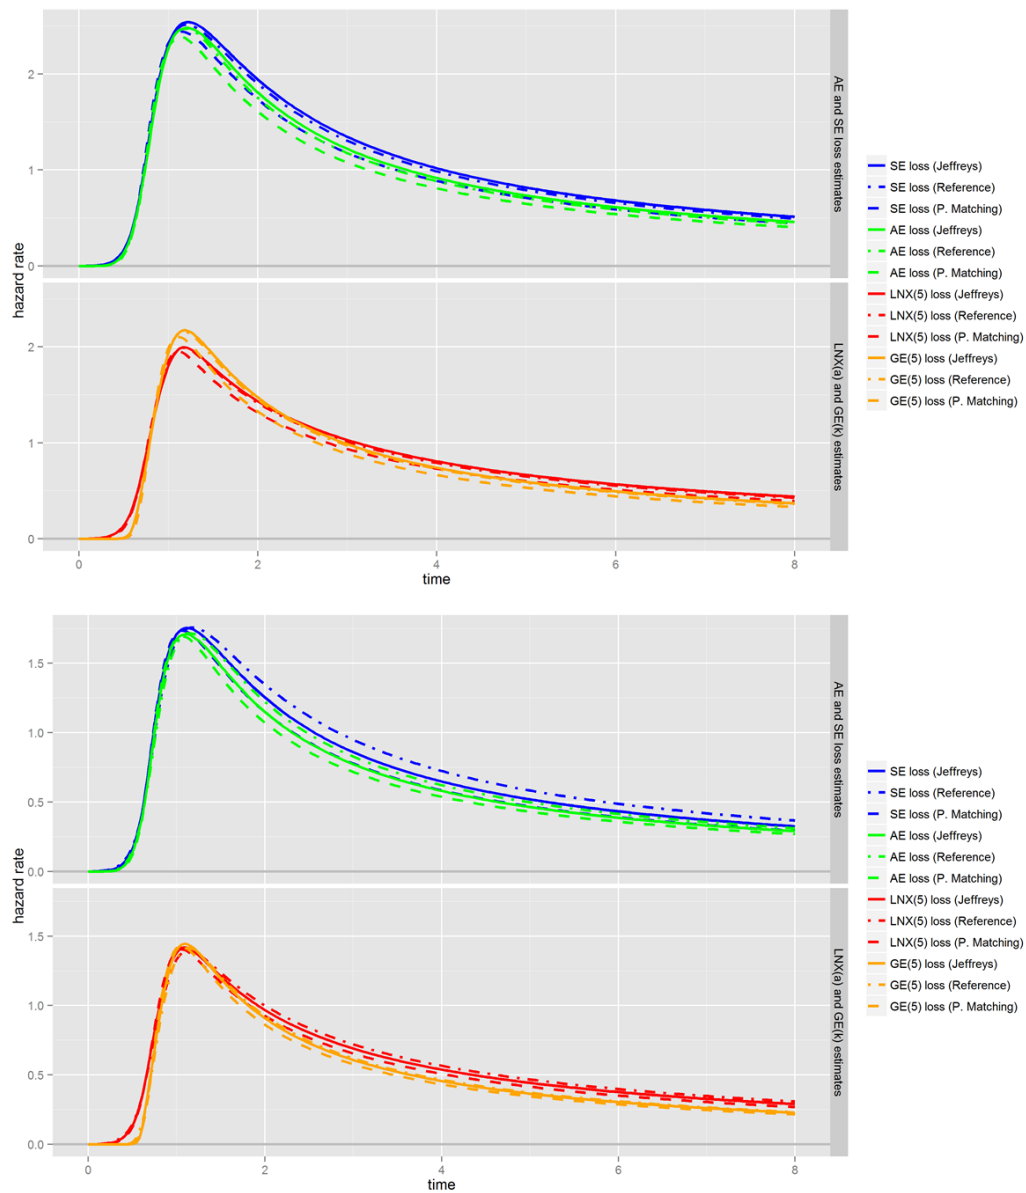 2
1
0
AE and SE loss estimates
hazard rate
2
1
0
LNX(a) and GE(k) estimates
0 2 4 6 8
time
SE loss (Jeffreys)
SE loss (Reference)
SE loss (P. Matching)
AE loss (Jeffreys)
AE loss (Reference)
AE loss (P. Matching)
LNX(5) loss (Jeffreys)
LNX(5) loss (Reference)
LNX(5) loss (P. Matching)
GE(5) loss (Jeffreys)
GE(5) loss (Reference)
GE(5) loss (P. Matching)
1.5
1.0
0.5
0.0
AE and SE loss estimates
hazard rate
1.5
1.0
0.5
0.0
LNX(a) and GE(k) estimates
0 2 4 6 8
time
SE loss (Jeffreys)
SE loss (Reference)
SE loss (P. Matching)
AE loss (Jeffreys)
AE loss (Reference)
AE loss (P. Matching)
LNX(5) loss (Jeffreys)
LNX(5) loss (Reference)
LNX(5) loss (P. Matching)
GE(5) loss (Jeffreys)
GE(5) loss (Reference)
GE(5) loss (P. Matching)